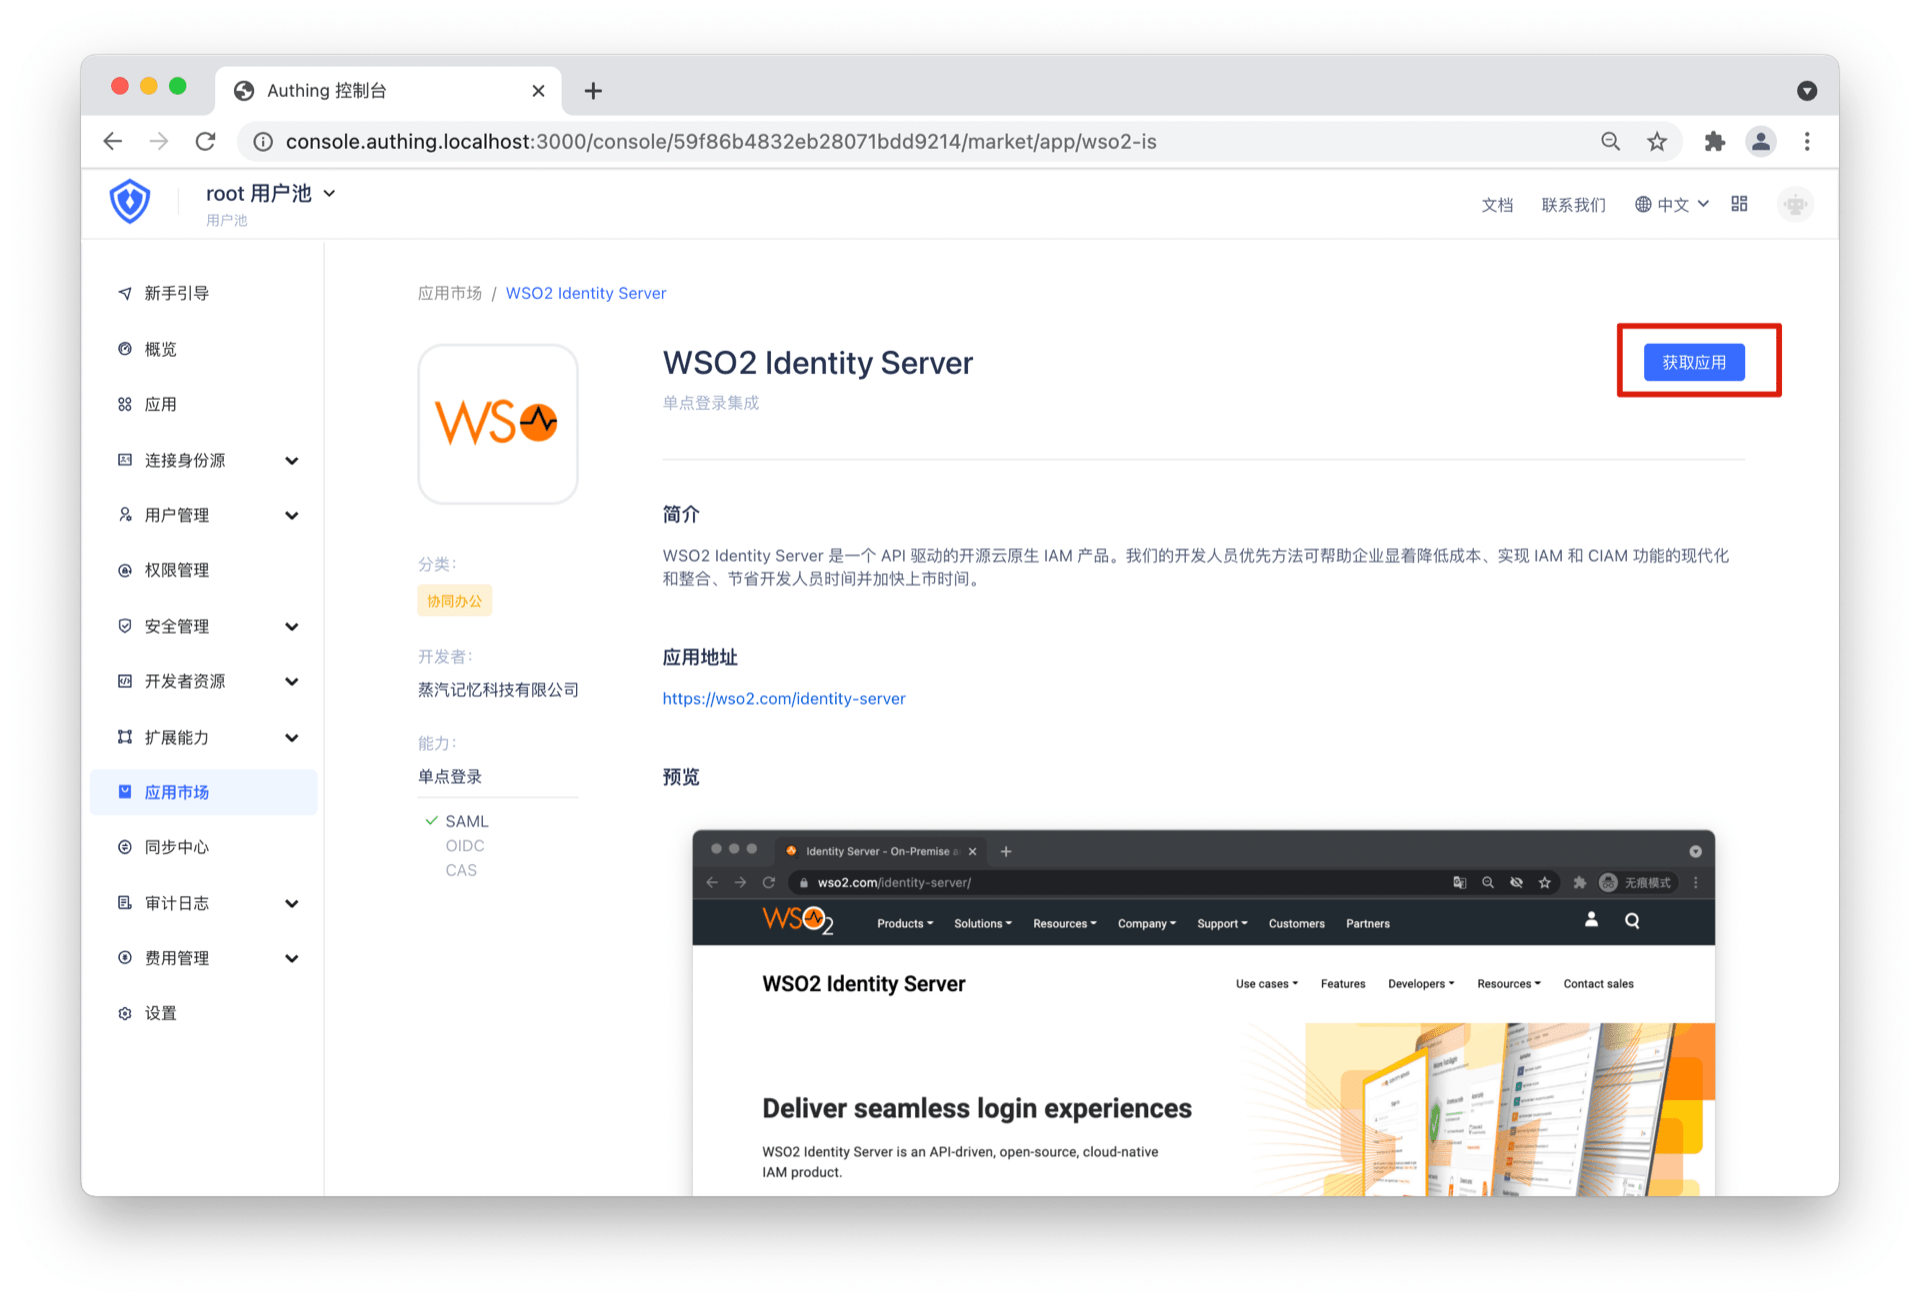 Authing 控制台
console.authing.localhost:3000/console/59f86b4832eb28071bdd9214/market/app/wso2-is
root 用户池
用户池
文档
联系我们
中文
新手引导
概览
应用
连接身份源
用户管理
权限管理
安全管理
开发者资源
扩展能力
应用市场
同步中心
审计日志
费用管理
设置
应用市场 / WSO2 Identity Server
WSO
分类：
协同办公
开发者：
蒸汽记忆科技有限公司
能力：
单点登录
SAML
OIDC
CAS
WSO2 Identity Server
获取应用
单点登录集成
简介
WSO2 Identity Server 是一个 API 驱动的开源云原生 IAM 产品。我们的开发人员优先方法可帮助企业显着降低成本、实现 IAM 和 CIAM 功能的现代化
和整合、节省开发人员时间并加快上市时间。
应用地址
https://wso2.com/identity-server
预览
Identity Server - On-Premise a
wso2.com/identity-server/
无痕模式
WSO2 Products Solutions Resources Company Support Customers Partners
WSO2 Identity Server
Use cases Features Developers Resources Contact sales
Deliver seamless login experiences
WSO2 Identity Server is an API-driven, open-source, cloud-native
IAM product.